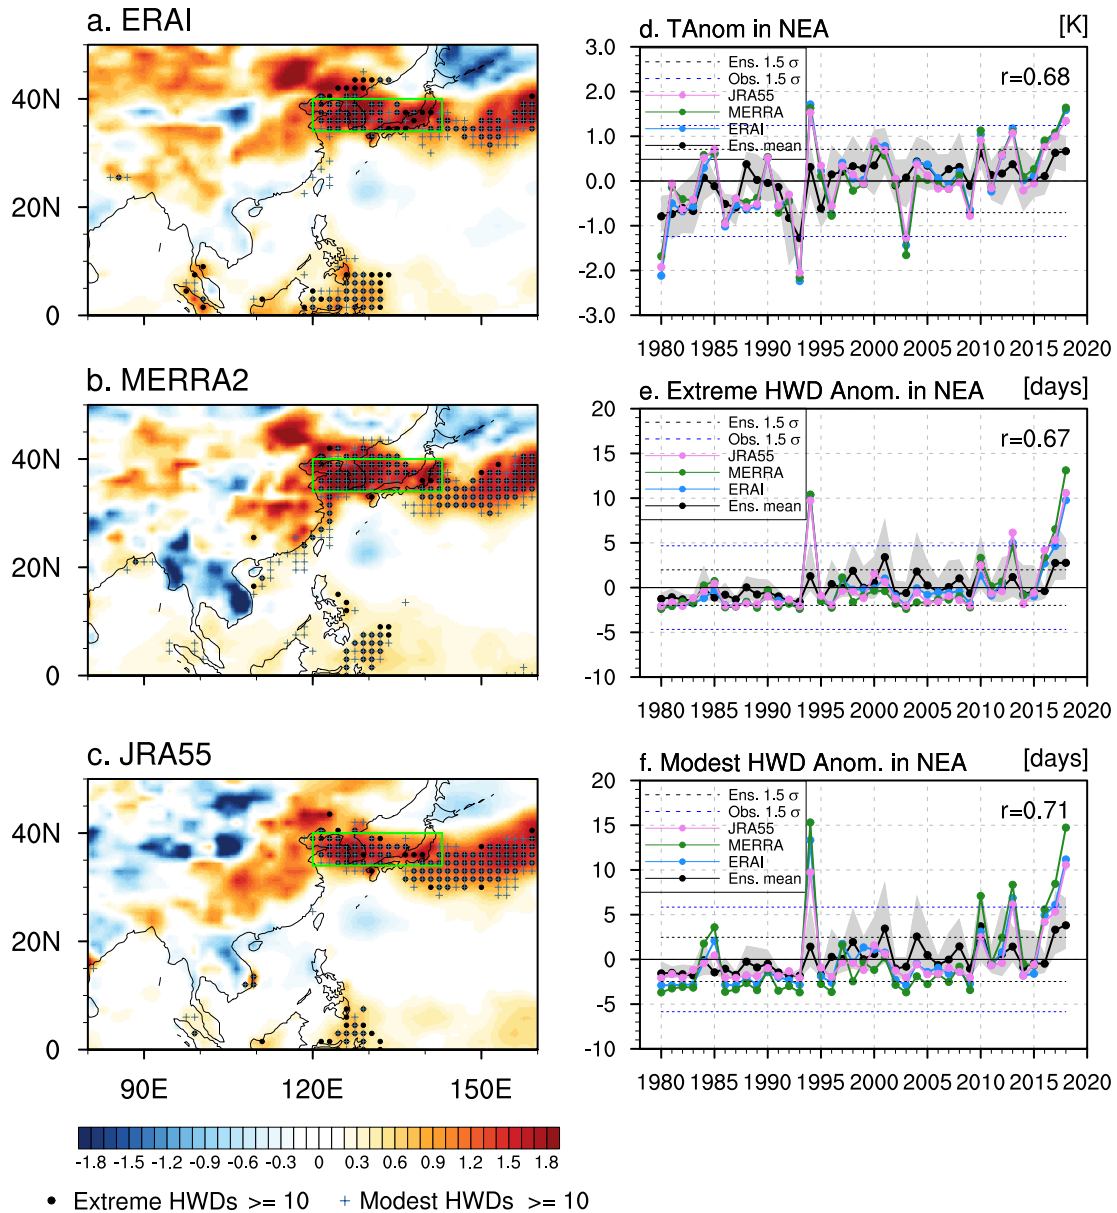 a. ERAI
40N
20N
0
b. MERRA2
40N
20N
0
c. JRA55
40N
20N
0
90E 120E 150E
-1.8 -1.5 -1.2 -0.9 -0.6 -0.3 0 0.3 0.6 0.9 1.2 1.5 1.8
Extreme HWDs >= 10 + Modest HWDs >= 10
d. TAnom in NEA [K]
3.0
2.0
1.0
0.0
-1.0
-2.0
-3.0
Ens. 1.5 σ
Obs. 1.5 σ
JRA55
MERRA
ERAI
Ens. mean
r=0.68
1980 1985 1990 1995 2000 2005 2010 2015 2020
e. Extreme HWD Anom. in NEA [days]
20
15
10
5
0
-5
-10
Ens. 1.5 σ
Obs. 1.5 σ
JRA55
MERRA
ERAI
Ens. mean
r=0.67
1980 1985 1990 1995 2000 2005 2010 2015 2020
f. Modest HWD Anom. in NEA [days]
20
15
10
5
0
-5
-10
Ens. 1.5 σ
Obs. 1.5 σ
JRA55
MERRA
ERAI
Ens. mean
r=0.71
1980 1985 1990 1995 2000 2005 2010 2015 2020